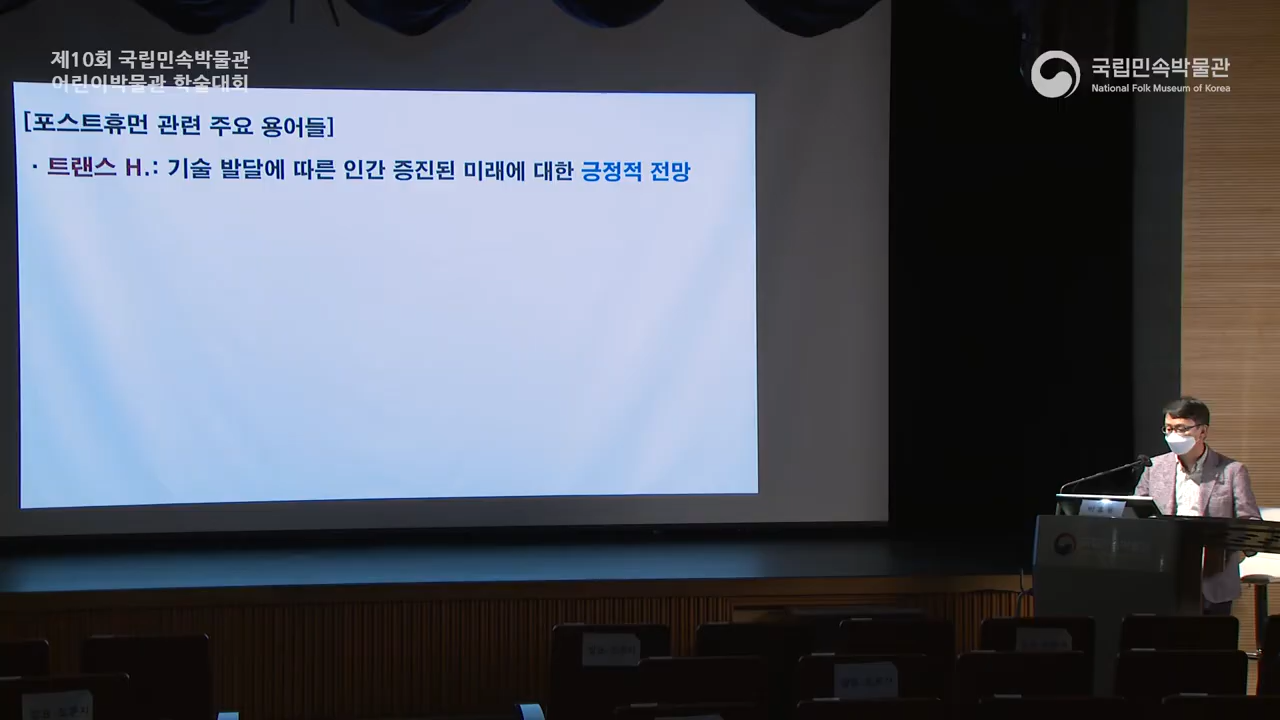 제10회 국립민속박물관
어린이박물관 학술대회
국립민속박물관
National Folk Museum of Korea
[포스트휴먼 관련 주요 용어들]
· 트랜스 H.: 기술 발달에 따른 인간 증진된 미래에 대한 긍정적 전망